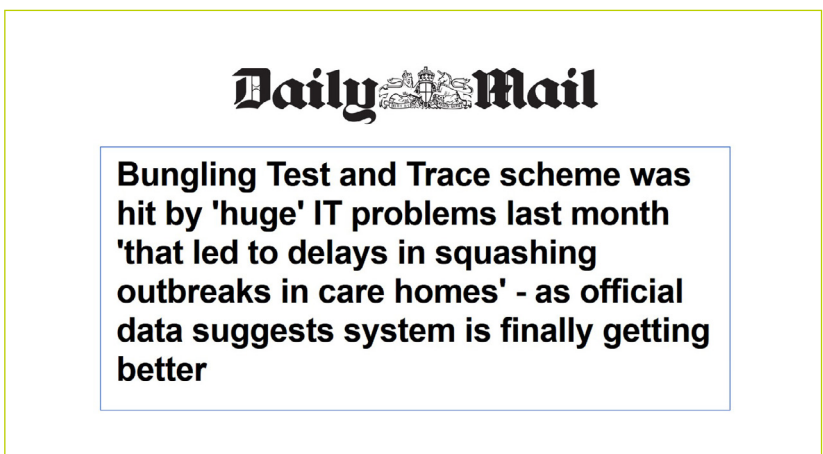 Daily Mail
Bungling Test and Trace scheme was
hit by 'huge' IT problems last month
'that led to delays in squashing
outbreaks in care homes' - as official
data suggests system is finally getting
better